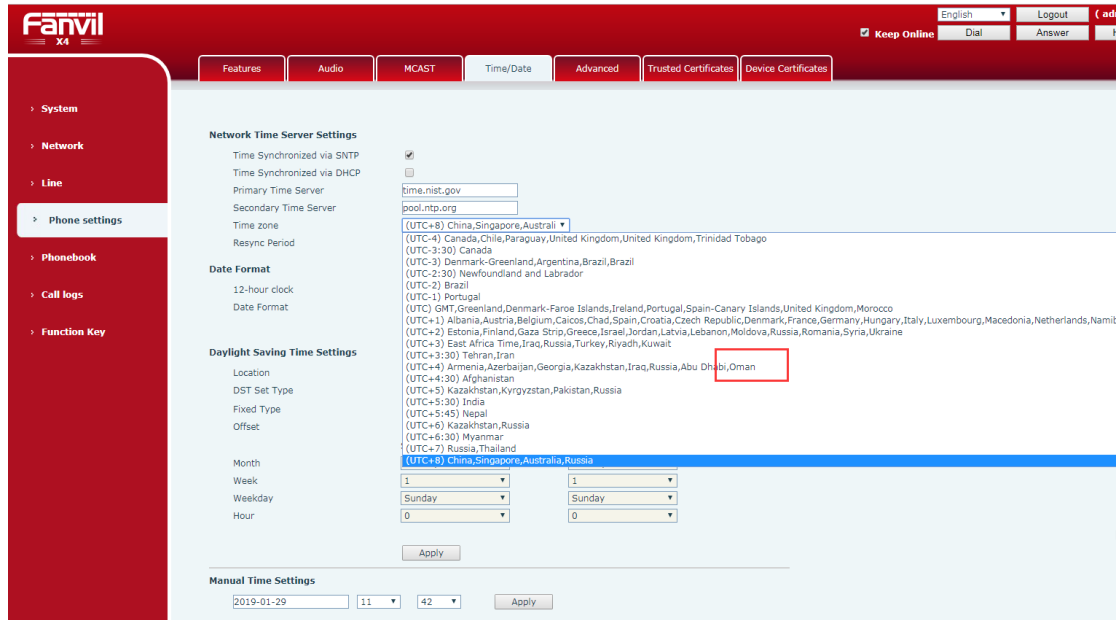 Fanvil
X4
English
Logout
Keep Online
Dial
Answer
Features
Audio
MCAST
Time/Date
Advanced
Trusted Certificates
Device Certificates
› System
› Network
› Line
› Phone settings
› Phonebook
› Call logs
› Function Key
Network Time Server Settings
Time Synchronized via SNTP
Time Synchronized via DHCP
Primary Time Server
time.nist.gov
Secondary Time Server
pool.ntp.org
Time zone
(UTC+8) China,Singapore,Australi
Resync Period
(UTC-4) Canada,Chile,Paraguay,United Kingdom,United Kingdom,Trinidad Tobago
(UTC-3:30) Canada
(UTC-3) Denmark-Greenland,Argentina,Brazil,Brazil
(UTC-2:30) Newfoundland and Labrador
(UTC-2) Brazil
(UTC-1) Portugal
(UTC) GMT,Greenland,Denmark-Faroe Islands,Ireland,Portugal,Spain-Canary Islands,United Kingdom,Morocco
(UTC+1) Albania,Austria,Belgium,Caicos,Chad,Spain,Croatia,Czech Republic,Denmark,France,Germany,Hungary,Italy,Luxembourg,Macedonia,Netherlands,Namib
(UTC+2) Estonia,Finland,Gaza Strip,Greece,Israel,Jordan,Latvia,Lebanon,Moldova,Russia,Romania,Syria,Ukraine
(UTC+3) East Africa Time,Iraq,Russia,Turkey,Riyadh,Kuwait
(UTC+3:30) Tehran,Iran
(UTC+4) Armenia,Azerbaijan,Georgia,Kazakhstan,Iraq,Russia,Abu Dhabi,Oman
(UTC+4:30) Afghanistan
(UTC+5) Kazakhstan,Kyrgyzstan,Pakistan,Russia
(UTC+5:30) India
(UTC+5:45) Nepal
(UTC+6) Kazakhstan,Russia
(UTC+6:30) Myanmar
(UTC+7) Russia,Thailand
(UTC+8) China,Singapore,Australia,Russia
Date Format
12-hour clock
Date Format
Daylight Saving Time Settings
Location
DST Set Type
Fixed Type
Offset
Month
Week
1
1
Weekday
Sunday
Sunday
Hour
0
0
Apply
Manual Time Settings
2019-01-29
11
42
Apply